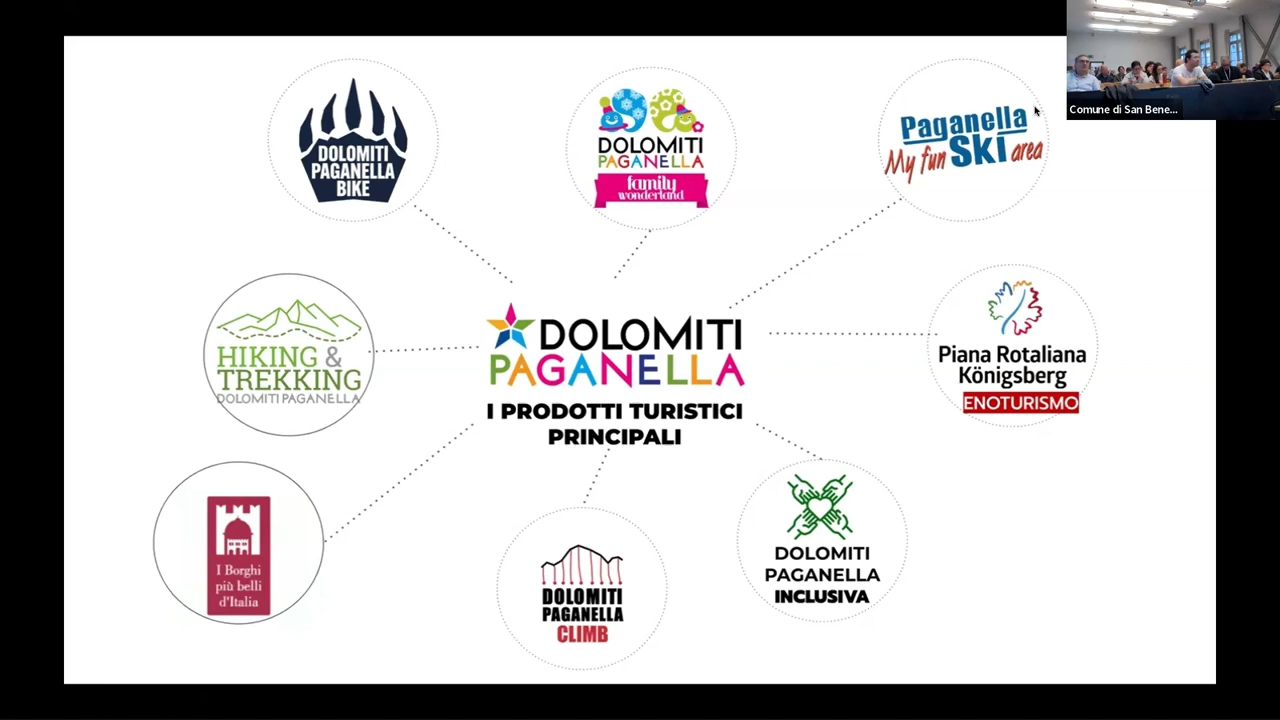 Comune di San Bene...
DOLOMITI
PAGANELLA
BIKE
DOLOMITI
PAGANELLA
family
wonderland
Paganella
My fun SKI area
HIKING &
TREKKING
DOLOMITI PAGANELLA
DOLOMITI
PAGANELLA
I PRODOTTI TURISTICI
PRINCIPALI
Piana Rotaliana
Königsberg
ENOTURISMO
I Borghi
più belli
d'Italia
DOLOMITI
PAGANELLA
CLIMB
DOLOMITI
PAGANELLA
INCLUSIVA